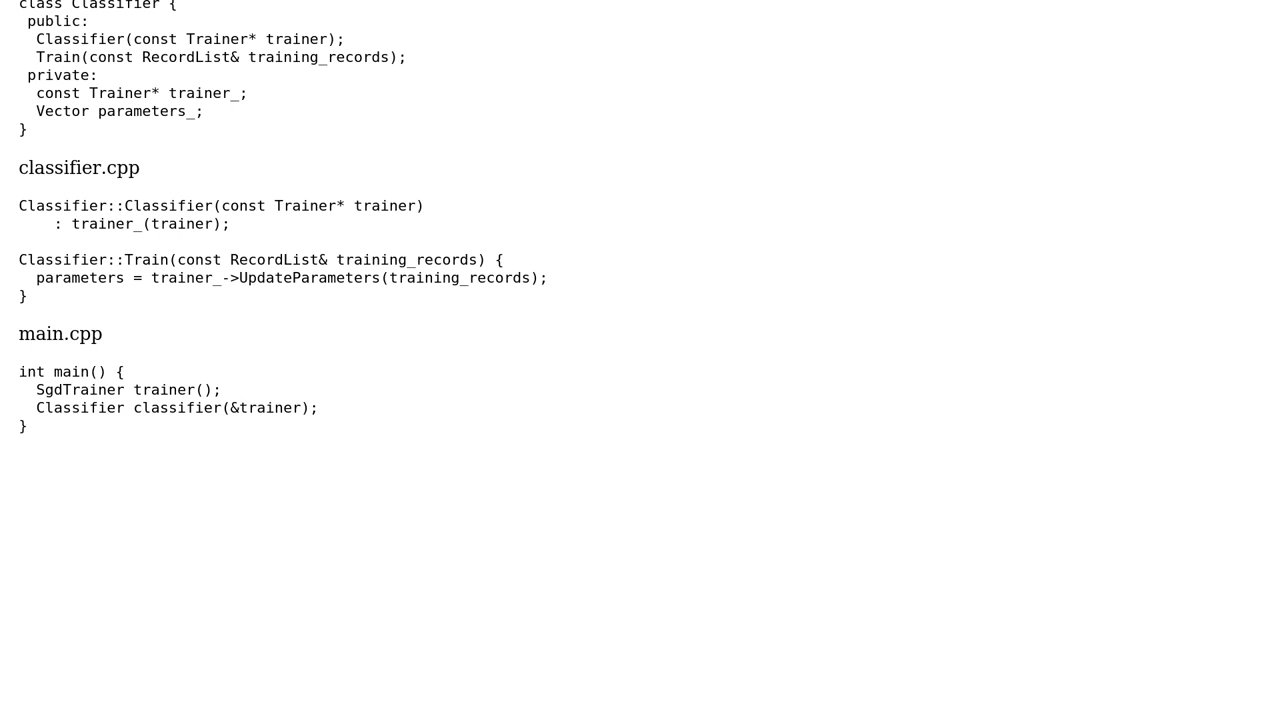 class Classifier {
 public:
  Classifier(const Trainer* trainer);
  Train(const RecordList& training_records);
 private:
  const Trainer* trainer_;
  Vector parameters_;
}
classifier.cpp
Classifier::Classifier(const Trainer* trainer)
    : trainer_(trainer);
Classifier::Train(const RecordList& training_records) {
  parameters = trainer_->UpdateParameters(training_records);
}
main.cpp
int main() {
  SgdTrainer trainer();
  Classifier classifier(&trainer);
}